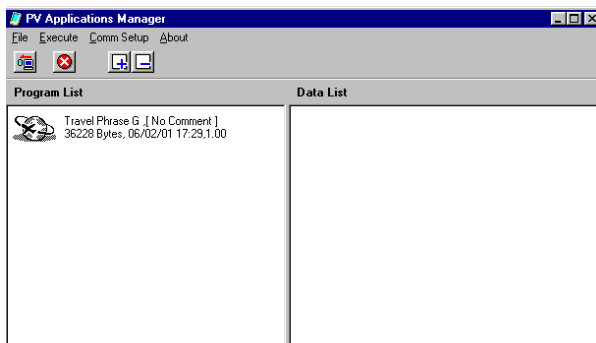 PV Applications Manager
File Execute Comm Setup About
Program List Data List
Travel Phrase G ,[ No Comment ]
36228 Bytes, 06/02/01 17:29,1.00